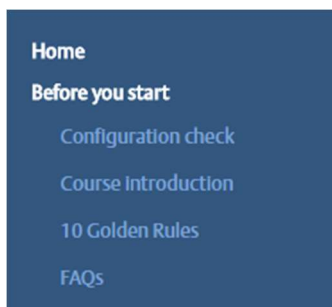 Home
Before you start
Configuration check
Course introduction
10 Golden Rules
FAQs